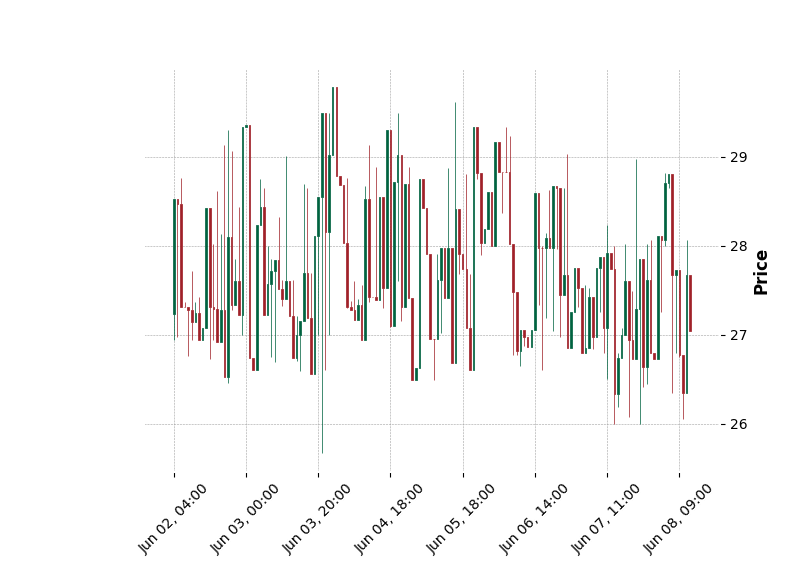 29
28
27
26
Price
Jun 02, 04:00
Jun 03, 00:00
Jun 03, 20:00
Jun 04, 18:00
Jun 05, 18:00
Jun 06, 14:00
Jun 07, 11:00
Jun 08, 09:00